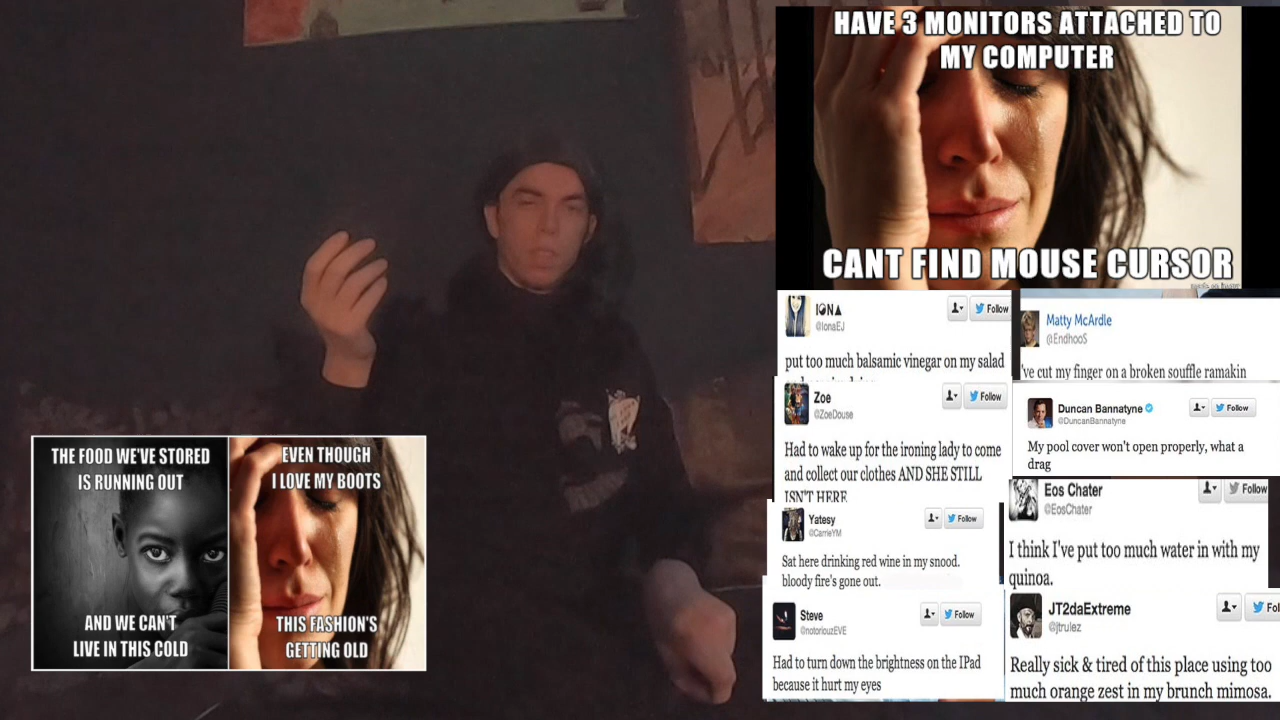 HAVE 3 MONITORS ATTACHED TO
MY COMPUTER
CANT FIND MOUSE CURSOR
THE FOOD WE'VE STORED
IS RUNNING OUT
AND WE CAN'T
LIVE IN THIS COLD
EVEN THOUGH
I LOVE MY BOOTS
THIS FASHION'S
GETTING OLD
IONA
@IonaEJ
Follow
put too much balsamic vinegar on my salad
Matty McArdle
@EndhooS
've cut my finger on a broken souffle ramakin
Zoe
@ZoeDouse
Follow
Had to wake up for the ironing lady to come
and collect our clothes AND SHE STILL
ISN'T HERE
Duncan Bannatyne
@DuncanBannatyne
Follow
My pool cover won't open properly, what a
drag
Yatesy
@CarrieYM
Follow
Sat here drinking red wine in my snood.
bloody fire's gone out.
Eos Chater
@EosChater
Follow
I think I've put too much water in with my
quinoa.
Steve
@notoriouzEVE
Follow
Had to turn down the brightness on the IPad
because it hurt my eyes
JT2daExtreme
@jtrulez
Fol
Really sick & tired of this place using too
much orange zest in my brunch mimosa.